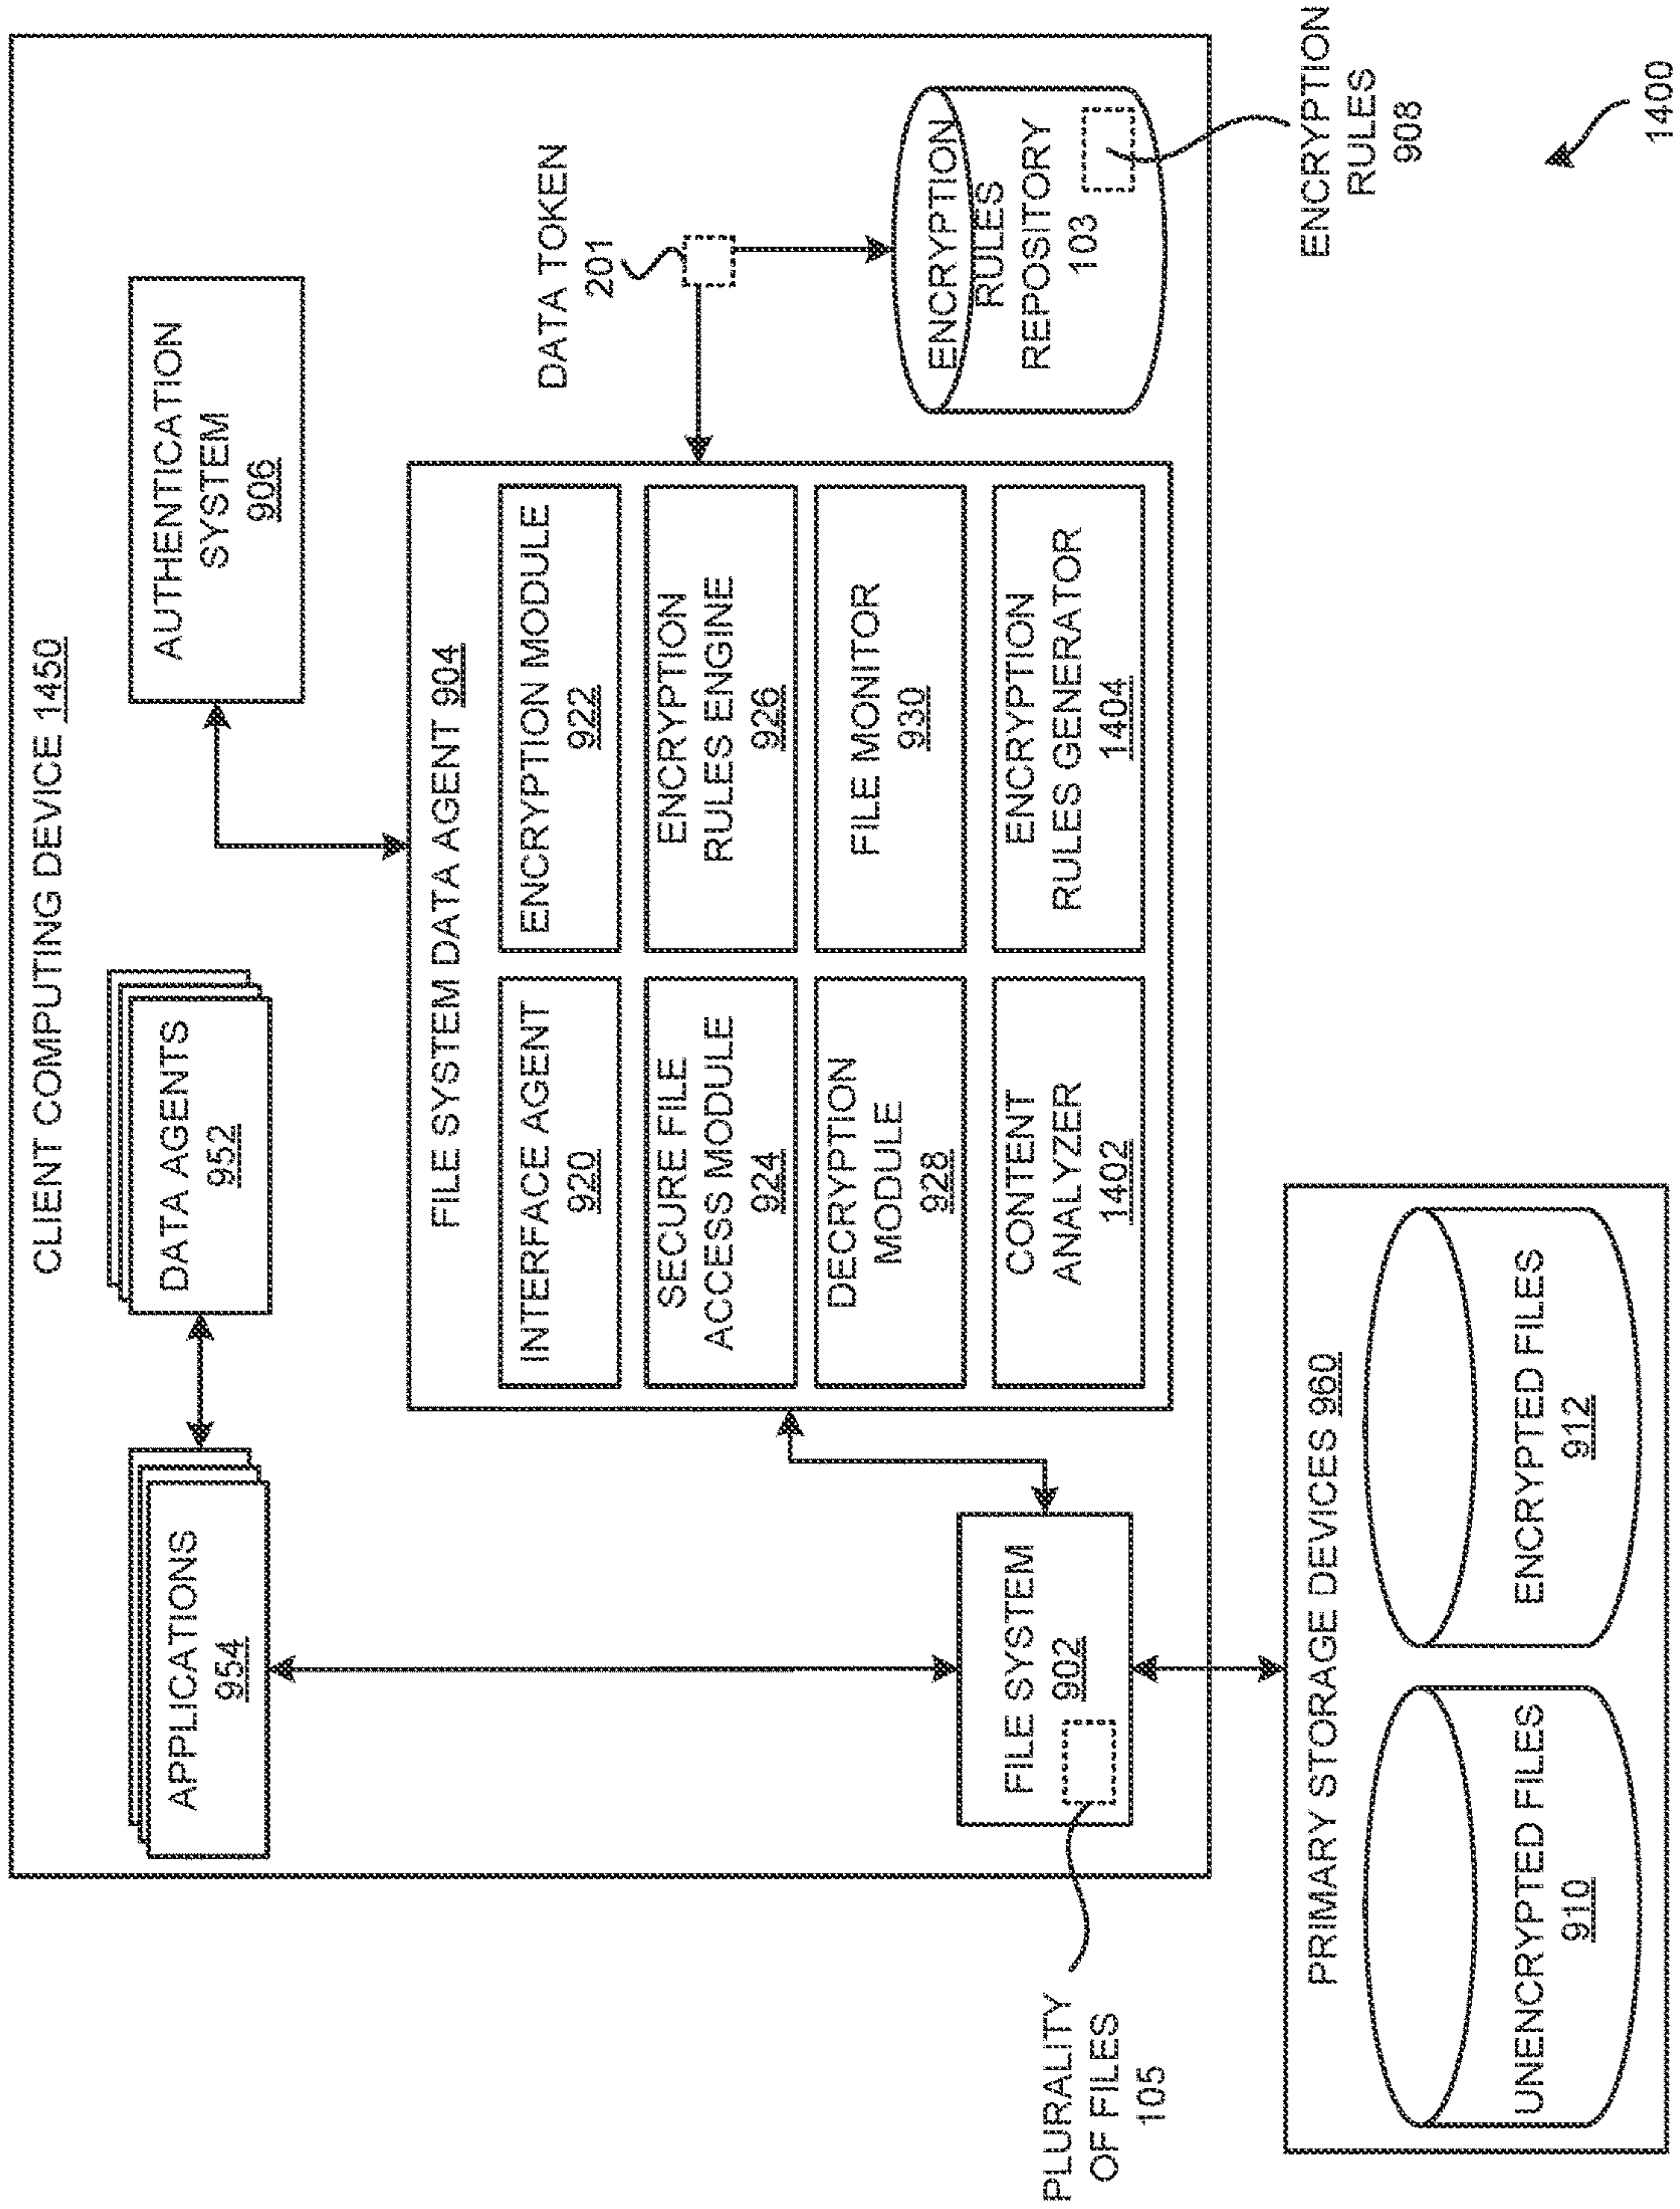 CLIENT COMPUTING DEVICE 1450
APPLICATIONS
954
DATA AGENTS
952
AUTHENTICATION
SYSTEM
906
FILE SYSTEM DATA AGENT 904
INTERFACE AGENT
920
ENCRYPTION MODULE
922
SECURE FILE
ACCESS MODULE
924
ENCRYPTION
RULES ENGINE
926
DECRYPTION
MODULE
928
FILE MONITOR
930
CONTENT
ANALYZER
1402
ENCRYPTION
RULES GENERATOR
1404
DATA TOKEN
201
ENCRYPTION
RULES
REPOSITORY
103
FILE SYSTEM
902
PLURALITY
OF FILES
105
PRIMARY STORAGE DEVICES 960
UNENCRYPTED FILES
910
ENCRYPTED FILES
912
ENCRYPTION
RULES
908
1400